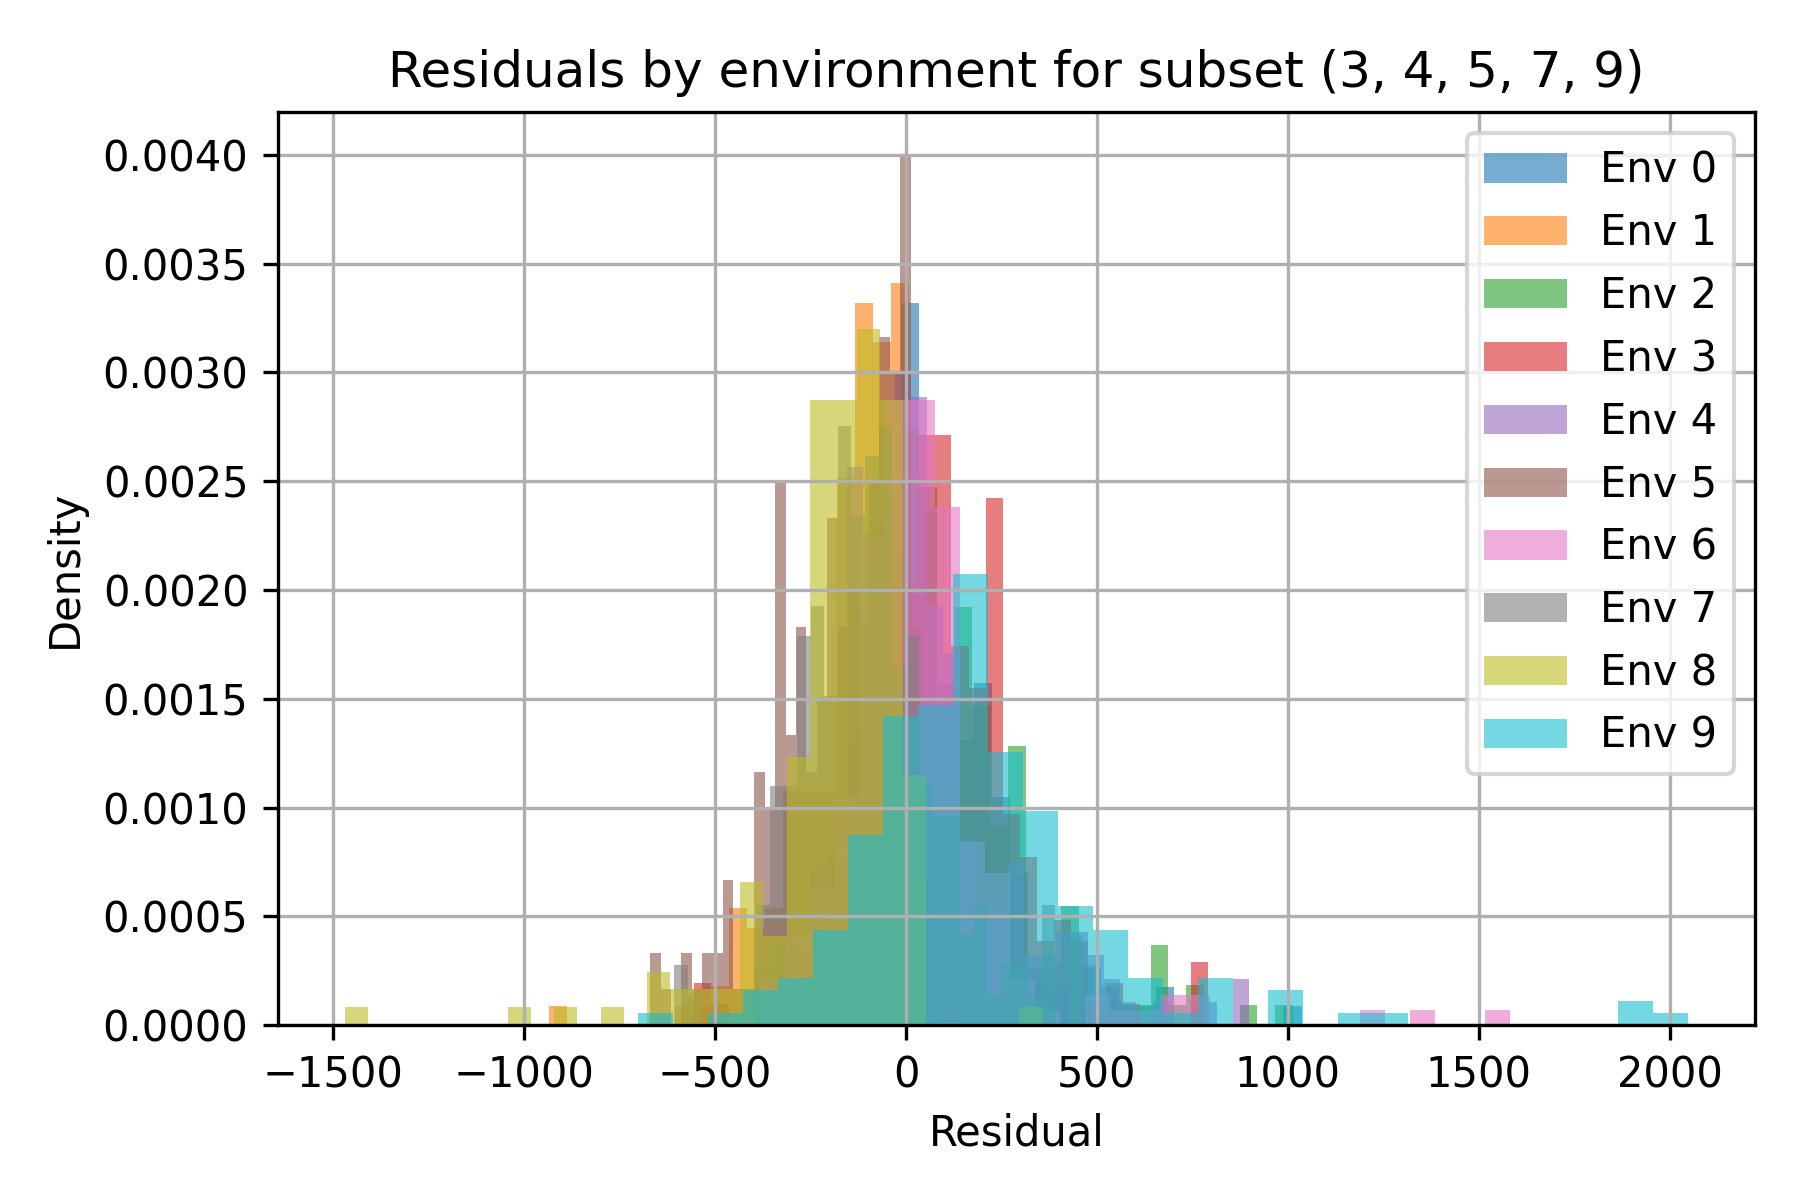 Residuals by environment for subset (3, 4, 5, 7, 9)
0.0040
0.0035
0.0030
0.0025
0.0020
0.0015
0.0010
0.0005
0.0000
Density
−1500
−1000
−500
0
500
1000
1500
2000
Residual
Env 0
Env 1
Env 2
Env 3
Env 4
Env 5
Env 6
Env 7
Env 8
Env 9